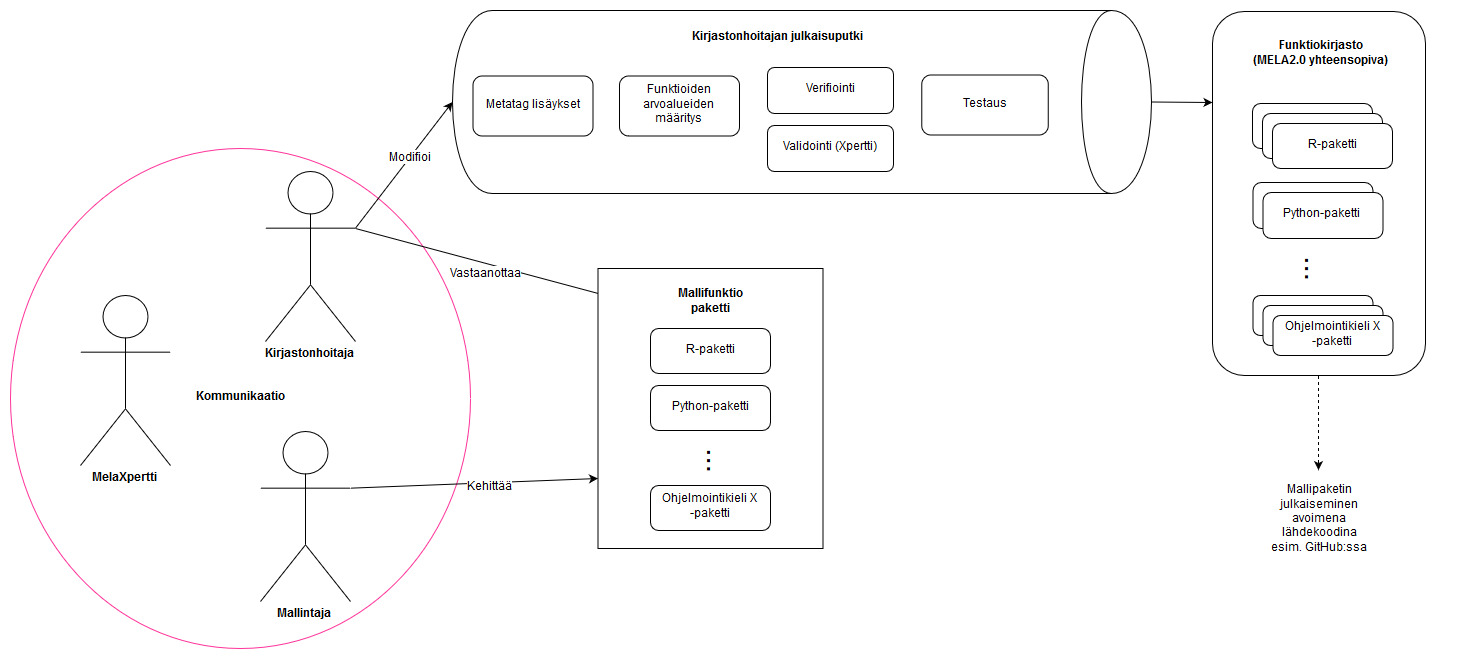 Kirjastonhoitajan julkaisuputki
Metatag lisäykset
Funktioiden
arvoalueiden
määritys
Verifiointi
Validointi (Xpertti)
Testaus
Funktiokirjasto
(MELA2.0 yhteensopiva)
R-paketti
Python-paketti
Ohjelmointikieli X
-paketti
Mallipaketin
julkaiseminen
avoimena
lähdekoodina
esim. GitHub:ssa
Modifioi
Vastaanottaa
Kirjastonhoitaja
Kommunikaatio
MelaXpertti
Mallintaja
Kehittää
Mallifunktio
paketti
R-paketti
Python-paketti
Ohjelmointikieli X
-paketti